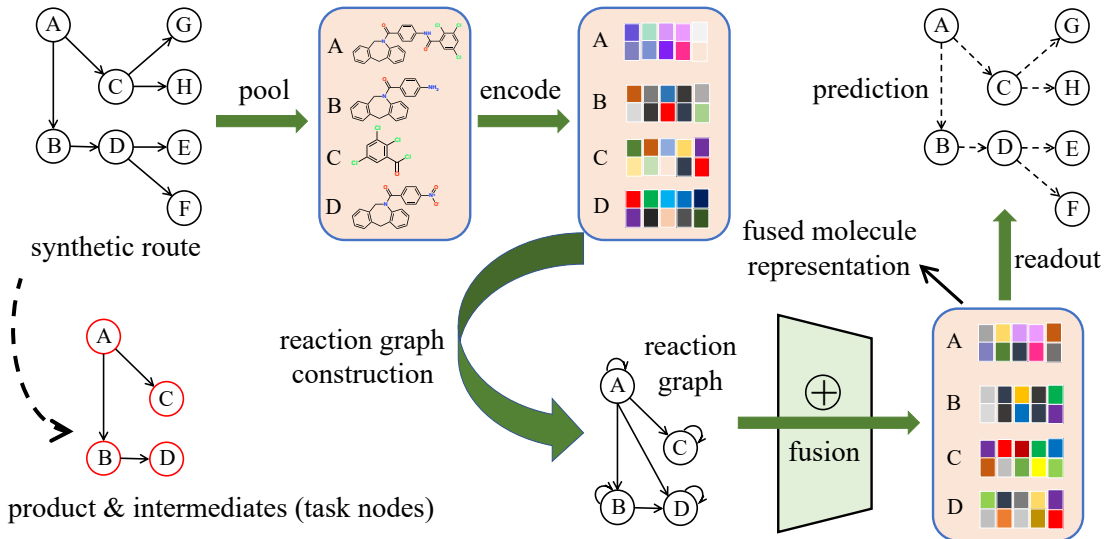 A
G
C
H
B
D
E
F
synthetic route
pool
A
B
C
D
encode
A
B
C
D
prediction
A
G
C
H
B
D
E
F
fused molecule
representation
readout
A
C
B
D
product & intermediates (task nodes)
reaction graph
construction
reaction
graph
A
C
B
D
fusion
A
B
C
D